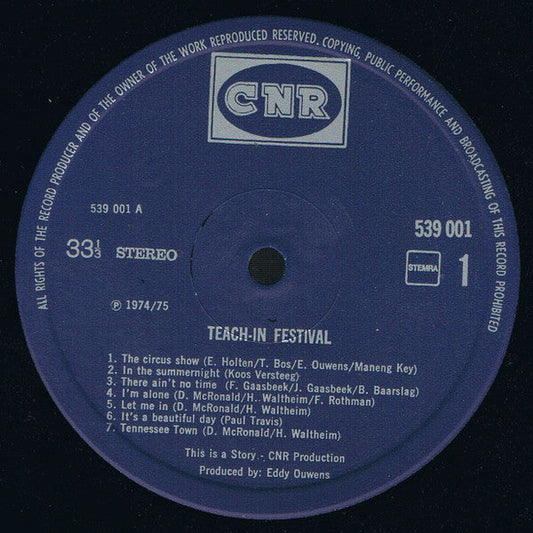 ALL RIGHTS OF THE RECORD PRODUCER AND OF THE OWNER OF THE WORK REPRODUCED RESERVED. COPYING, PUBLIC PERFORMANCE AND BROADCASTING OF THIS RECORD PROHIBITED
CNR
539 001 A
539 001
33⅓ STEREO
STEMRA 1
℗ 1974/75
TEACH-IN FESTIVAL
1. The circus show (E. Holten/T. Bos/E. Ouwens/Maneng Key)
2. In the summernight (Koos Versteeg)
3. There ain't no time (F. Gaasbeek/J. Gaasbeek/B. Baarslag)
4. I'm alone (D. McRonald/H. Waltheim/F. Rothman)
5. Let me in (D. McRonald/H. Waltheim)
6. It's a beautiful day (Paul Travis)
7. Tennessee Town (D. McRonald/H. Waltheim)
This is a Story - CNR Production
Produced by: Eddy Ouwens